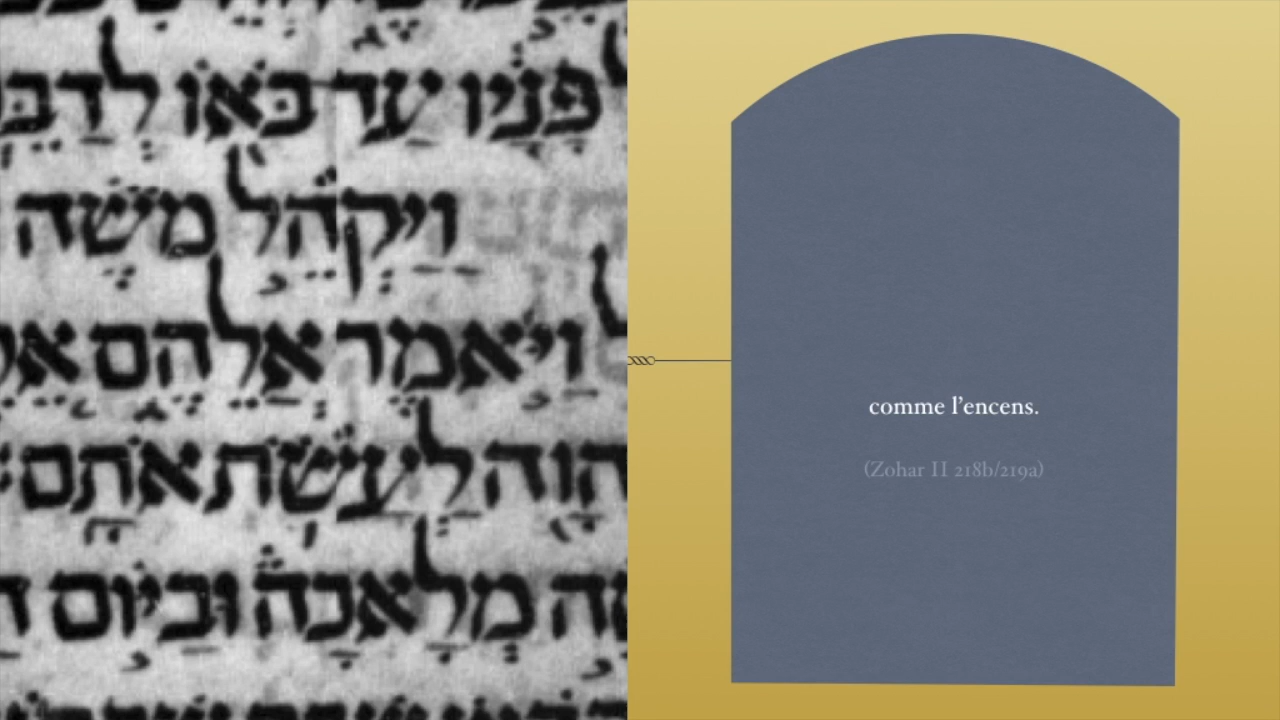 פניו עד באו
ויקהל משה
ויאמר אלהם
לעשת אתם
מלאכה וביום
comme l’encens.
(Zohar II 218b/219a)